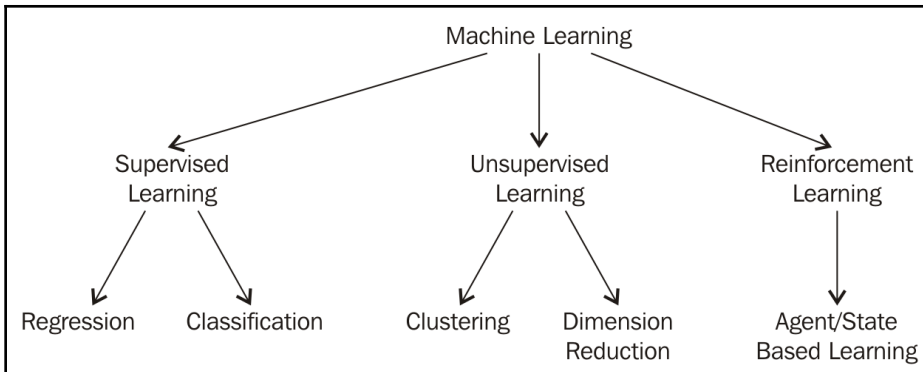 Machine Learning
Supervised
Learning
Unsupervised
Learning
Reinforcement
Learning
Regression
Classification
Clustering
Dimension
Reduction
Agent/State
Based Learning